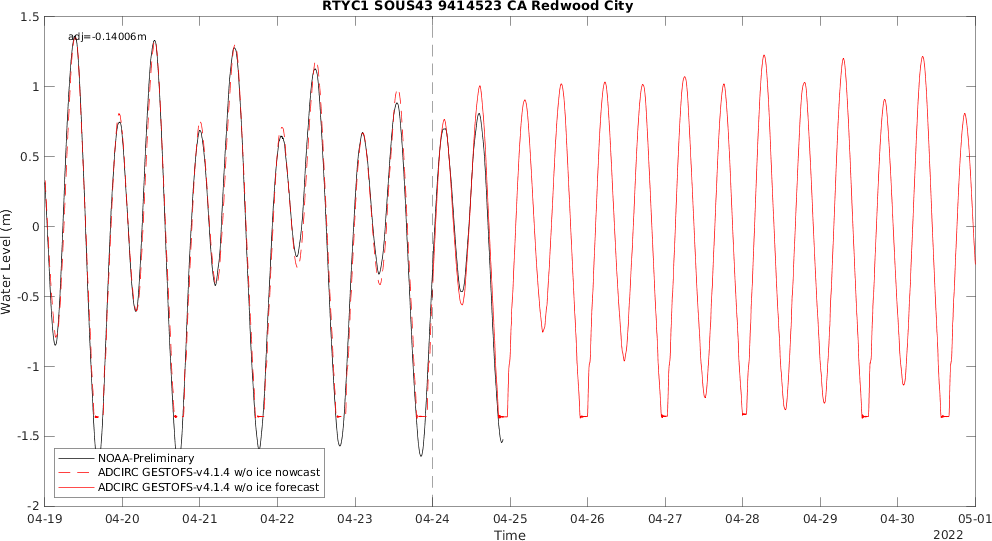 RTYC1 SOUS43 9414523 CA Redwood City
adj=-0.14006m
1.5
1
0.5
0
-0.5
-1
-1.5
-2
Water Level (m)
NOAA-Preliminary
ADCIRC GESTOFS-v4.1.4 w/o ice nowcast
ADCIRC GESTOFS-v4.1.4 w/o ice forecast
04-19 04-20 04-21 04-22 04-23 04-24 04-25 04-26 04-27 04-28 04-29 04-30 05-01
Time
2022